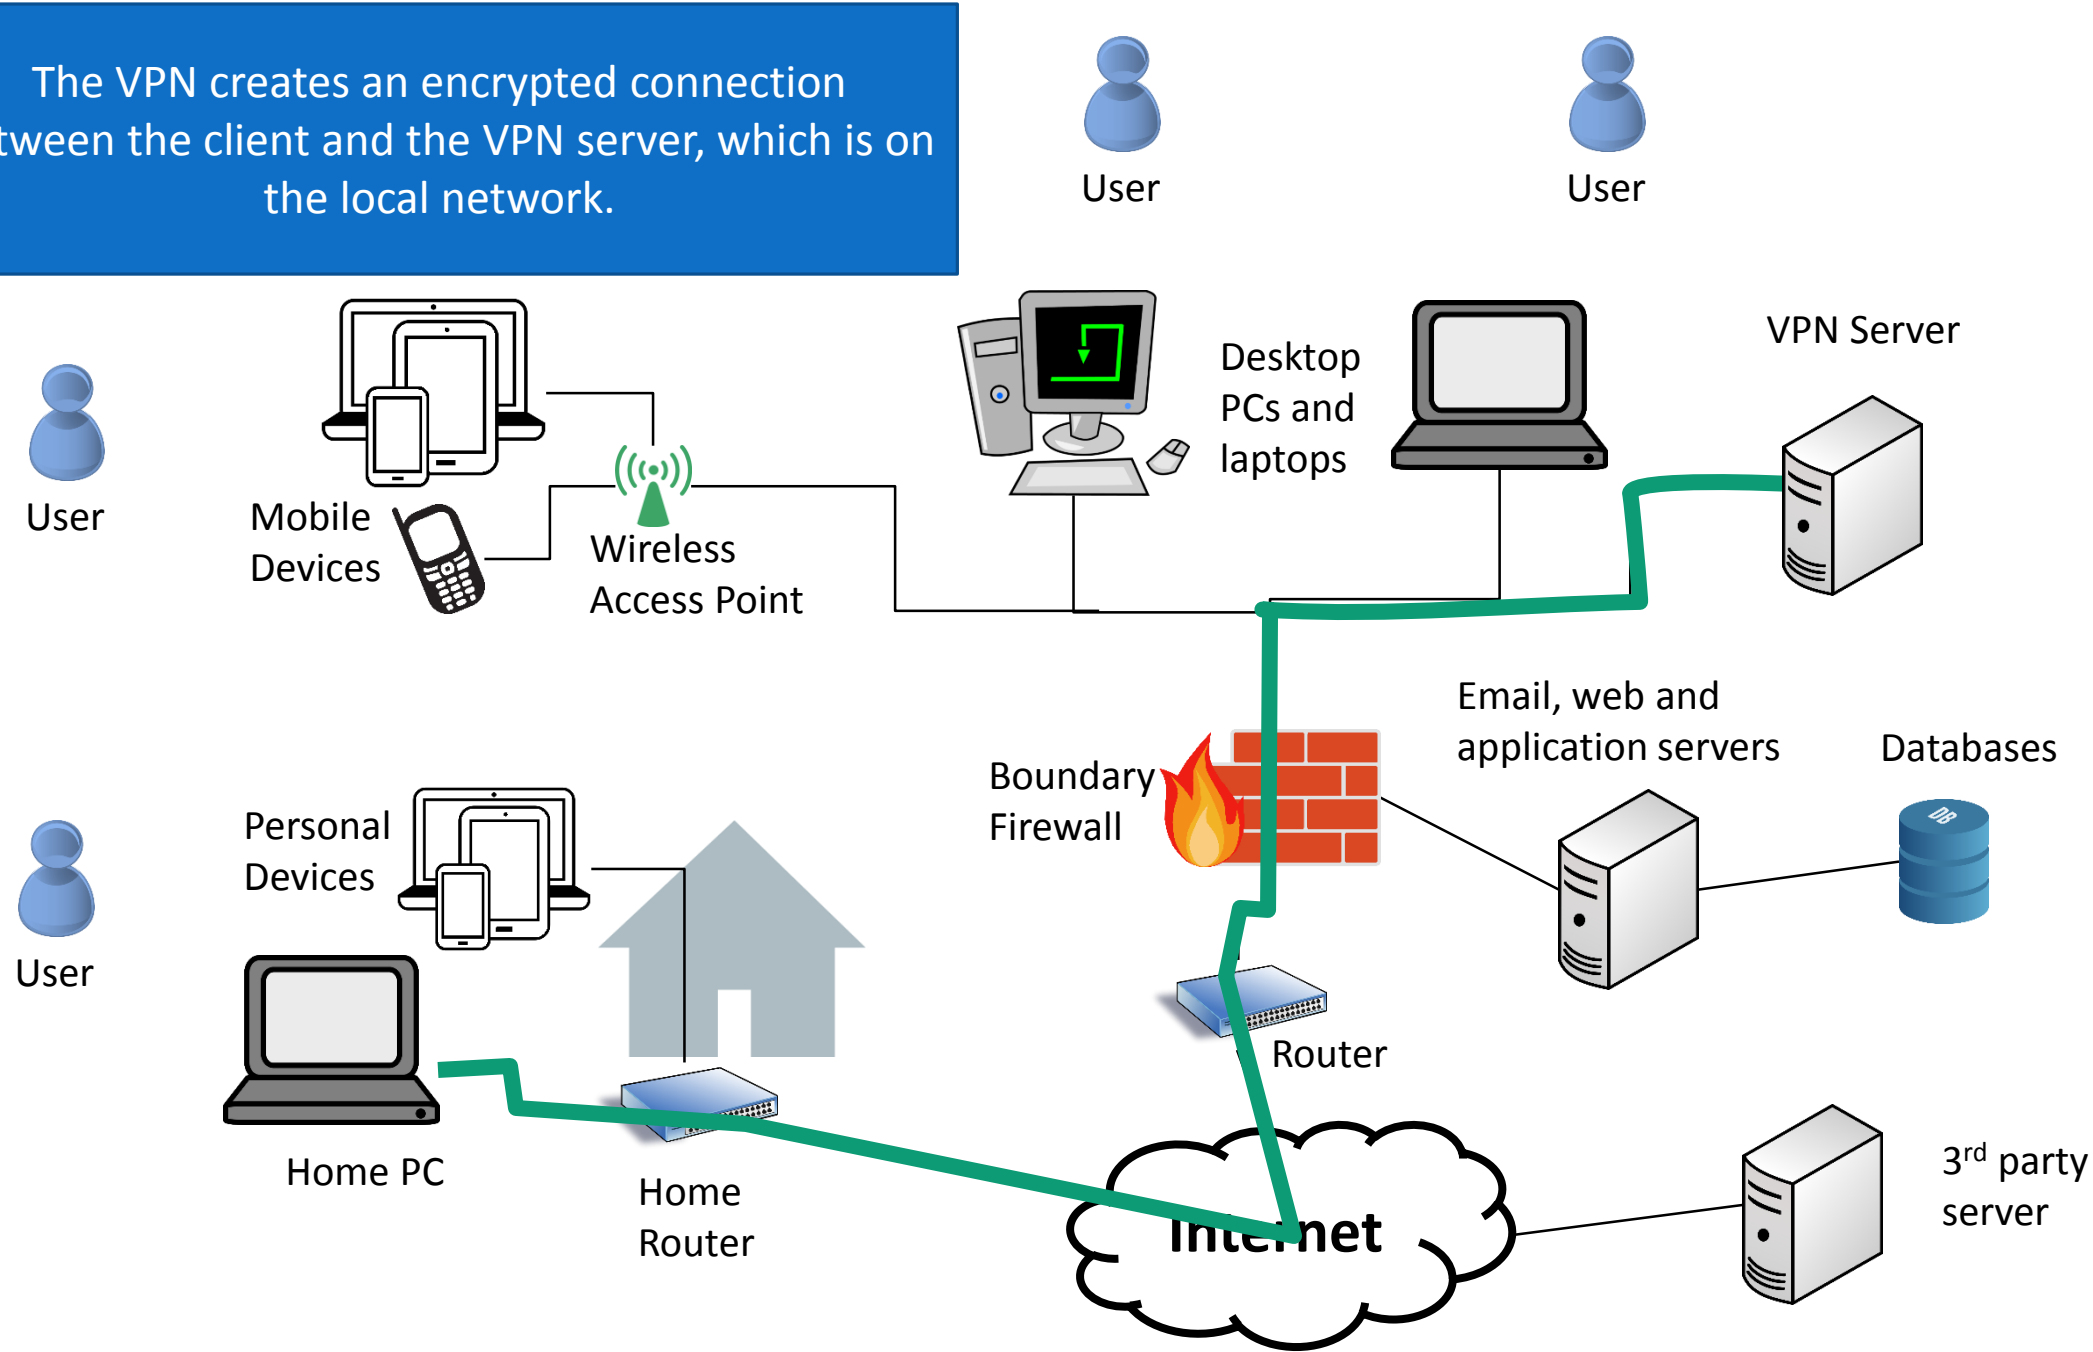 The VPN creates an encrypted connection
tween the client and the VPN server, which is on
the local network.
User
User
VPN Server
Desktop
PCs and
laptops
User
Mobile
Devices
Wireless
Access Point
Email, web and
application servers
Databases
Boundary
Firewall
DB
Personal
Devices
User
Router
Home PC
Home
Router
Internet
3rd party
server